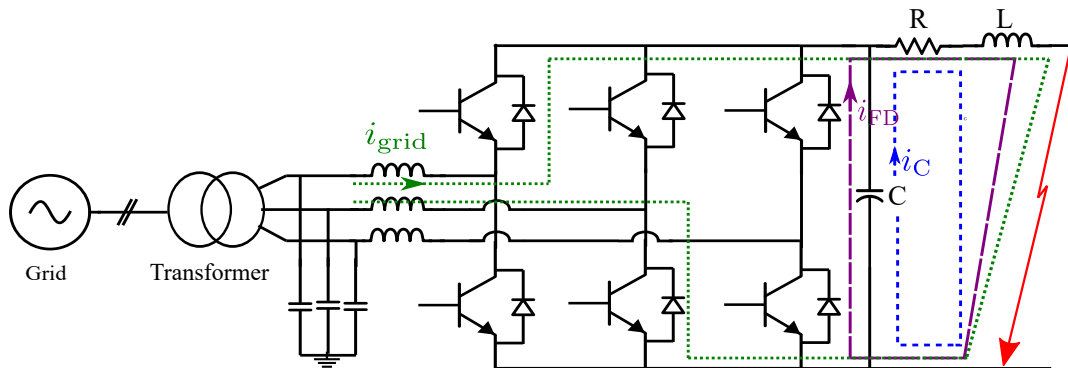 R
L
i_grid
i_FD
i_C
C
Grid
Transformer